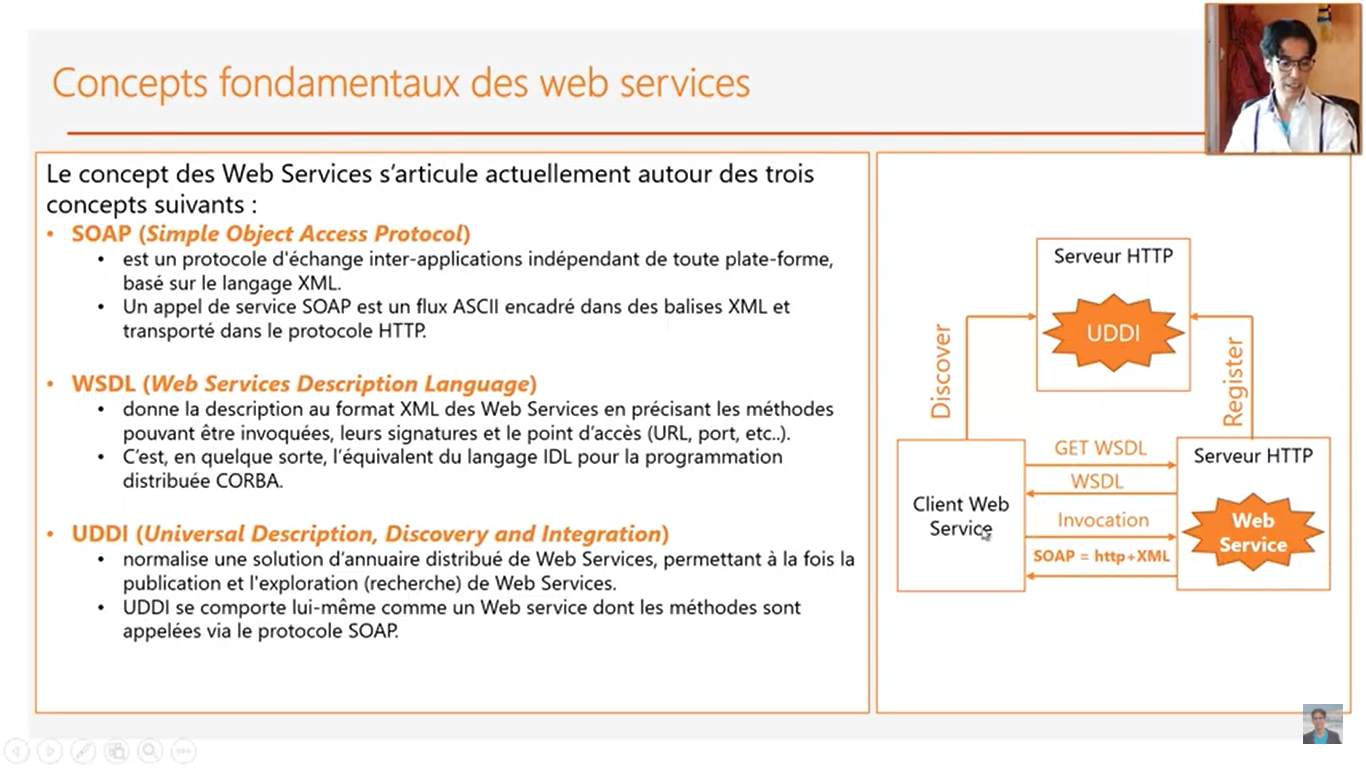 Concepts fondamentaux des web services
Le concept des Web Services s’articule actuellement autour des trois
concepts suivants :
• SOAP (Simple Object Access Protocol)
• est un protocole d'échange inter-applications indépendant de toute plate-forme,
basé sur le langage XML.
• Un appel de service SOAP est un flux ASCII encadré dans des balises XML et
transporté dans le protocole HTTP.
• WSDL (Web Services Description Language)
• donne la description au format XML des Web Services en précisant les méthodes
pouvant être invoquées, leurs signatures et le point d’accès (URL, port, etc..).
• C’est, en quelque sorte, l’équivalent du langage IDL pour la programmation
distribuée CORBA.
• UDDI (Universal Description, Discovery and Integration)
• normalise une solution d’annuaire distribué de Web Services, permettant à la fois la
publication et l'exploration (recherche) de Web Services.
• UDDI se comporte lui-même comme un Web service dont les méthodes sont
appelées via le protocole SOAP.
Serveur HTTP
UDDI
Discover
Register
Client Web
Service
GET WSDL
WSDL
Invocation
SOAP = http+XML
Serveur HTTP
Web
Service